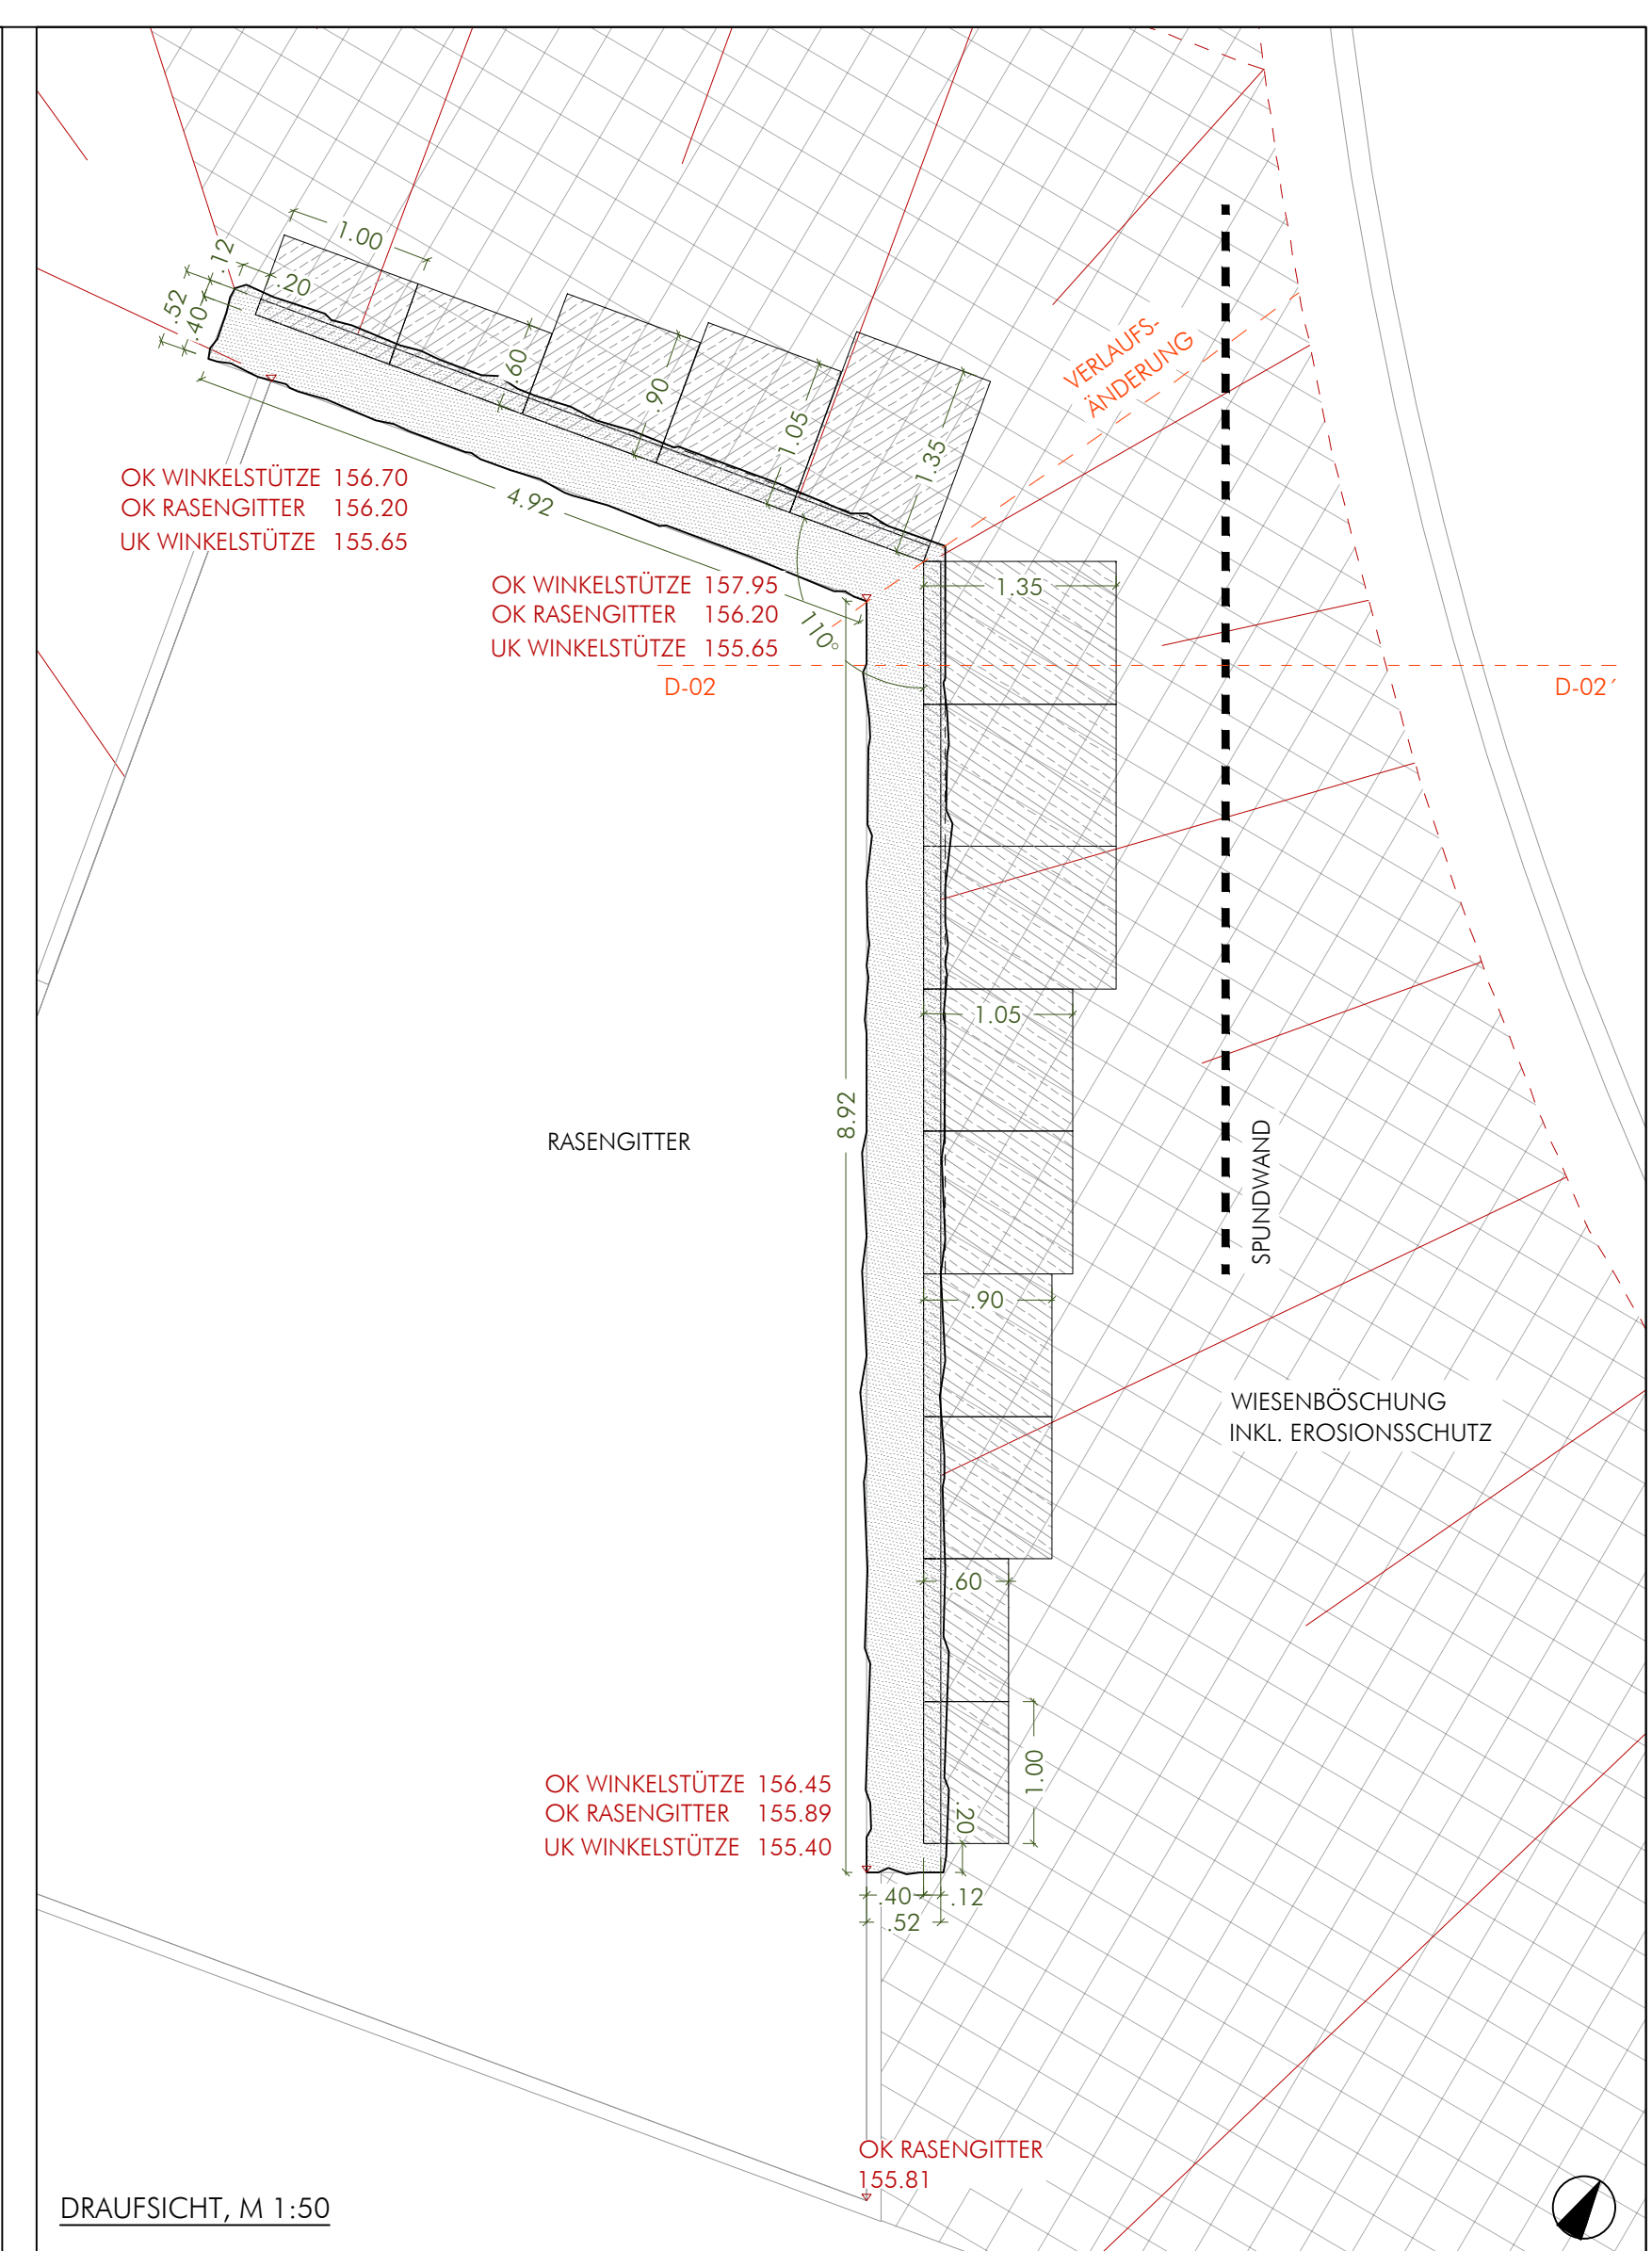 1.00
.12
.20
.52
.40
.60
.90
1.05
1.35
VERLAUFS-
ÄNDERUNG
4.92
OK WINKELSTÜTZE 156.70
OK RASENGITTER 156.20
UK WINKELSTÜTZE 155.65
OK WINKELSTÜTZE 157.95
OK RASENGITTER 156.20
UK WINKELSTÜTZE 155.65
110°
1.35
D-02
D-02´
1.05
8.92
RASENGITTER
SPUNDWAND
.90
WIESENBÖSCHUNG
INKL. EROSIONSSCHUTZ
.60
1.00
.20
OK WINKELSTÜTZE 156.45
OK RASENGITTER 155.89
UK WINKELSTÜTZE 155.40
.40
.12
.52
OK RASENGITTER
155.81
DRAUFSICHT, M 1:50